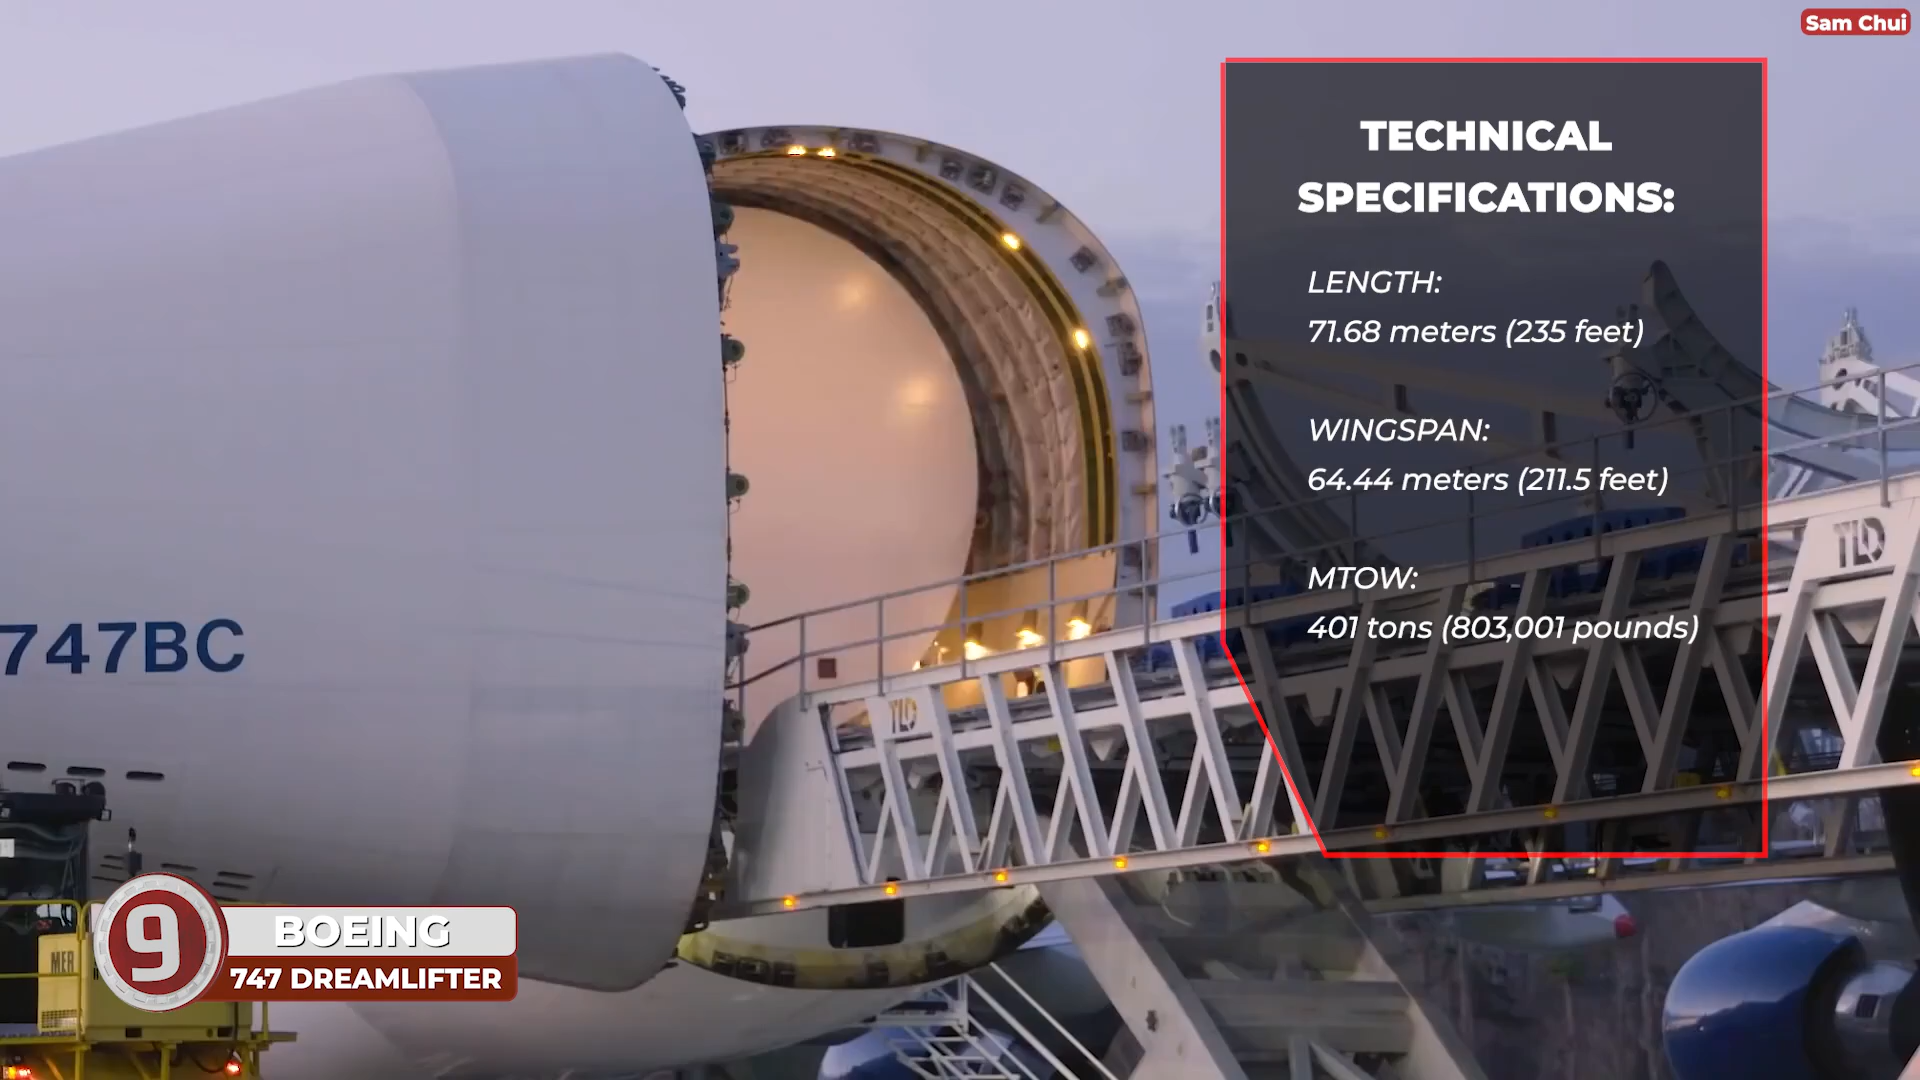 Sam Chui
TECHNICAL
SPECIFICATIONS:
LENGTH:
71.68 meters (235 feet)
WINGSPAN:
64.44 meters (211.5 feet)
MTOW:
401 tons (803,001 pounds)
TLD
747BC
TLD
9
BOEING
747 DREAMLIFTER
MER